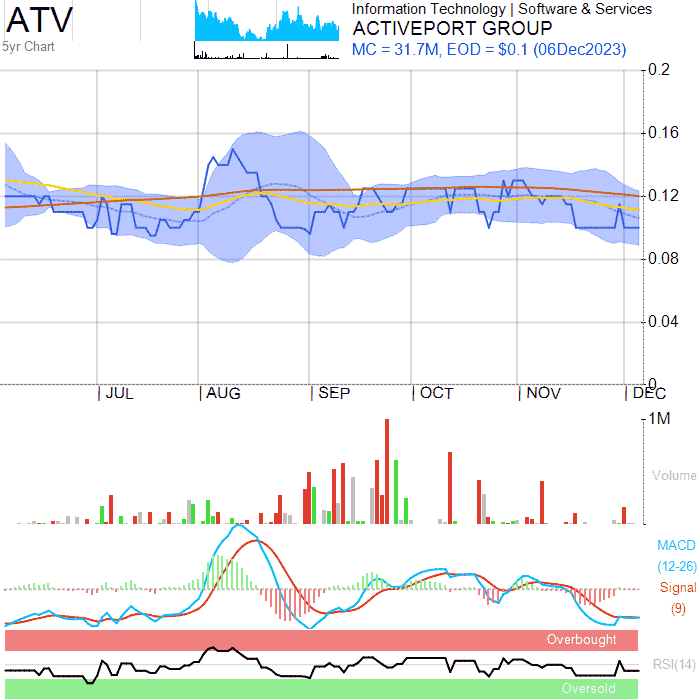 ATV
5yr Chart
Information Technology | Software & Services
ACTIVEPORT GROUP
MC = 31.7M, EOD = $0.1 (06Dec2023)
0.2
0.16
0.12
0.08
0.04
0
| JUL | AUG | SEP | OCT | NOV | DEC
1M
Volume
MACD
(12-26)
Signal
(9)
Overbought
RSI(14)
Oversold